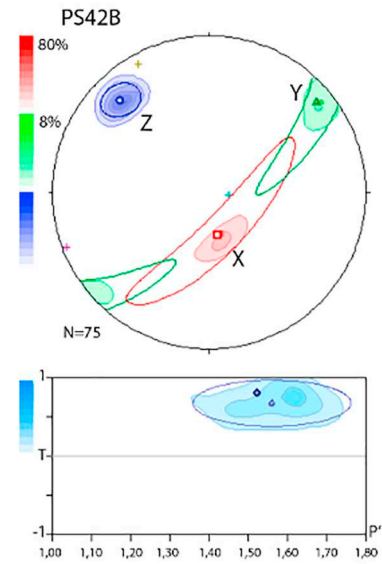 PS42B
80%
8%
Y
Z
X
N=75
1
T
-1
P'
1,00 1,10 1,20 1,30 1,40 1,50 1,60 1,70 1,80